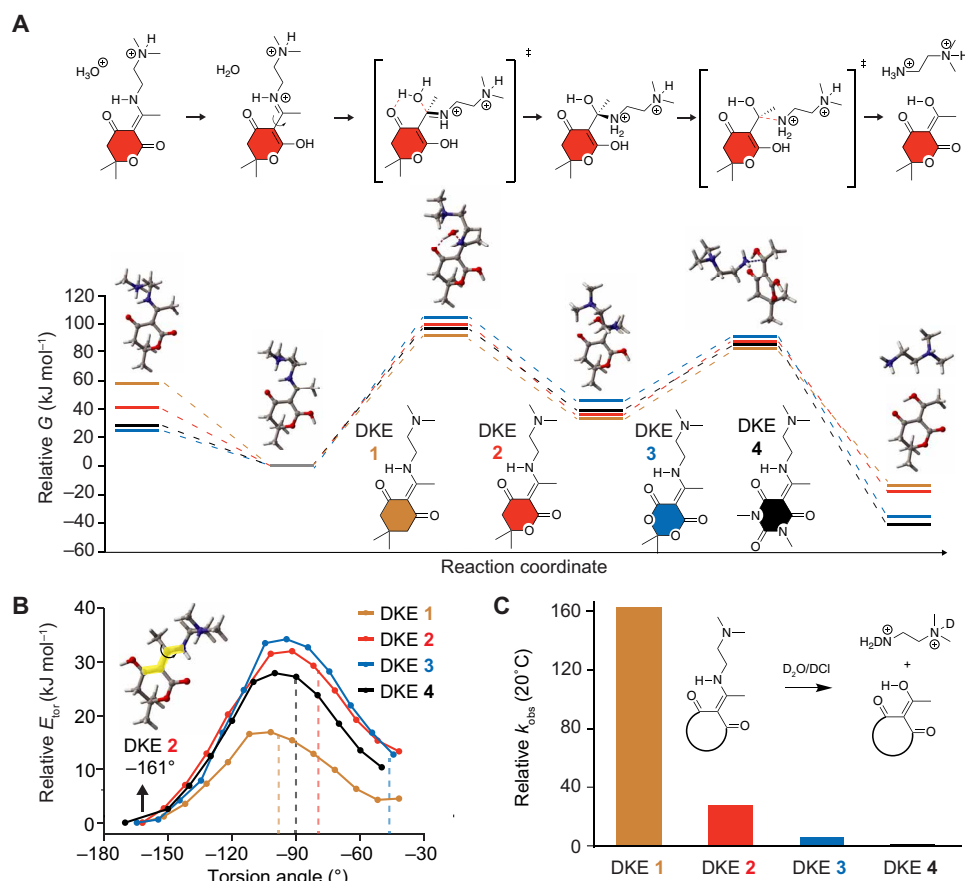 A
H₃O⊕
H₂O
‡
‡
Relative G (kJ mol⁻¹)
120
100
80
60
40
20
0
–20
–40
–60
DKE 1
DKE 2
DKE 3
DKE 4
Reaction coordinate
B
Relative E_tor (kJ mol⁻¹)
40
30
20
10
0
DKE 1
DKE 2
DKE 3
DKE 4
DKE 2
–161°
–180
–150
–120
–90
–60
–30
Torsion angle (°)
C
Relative k_obs (20°C)
160
120
80
40
0
D₂O/DCl
+
DKE 1
DKE 2
DKE 3
DKE 4